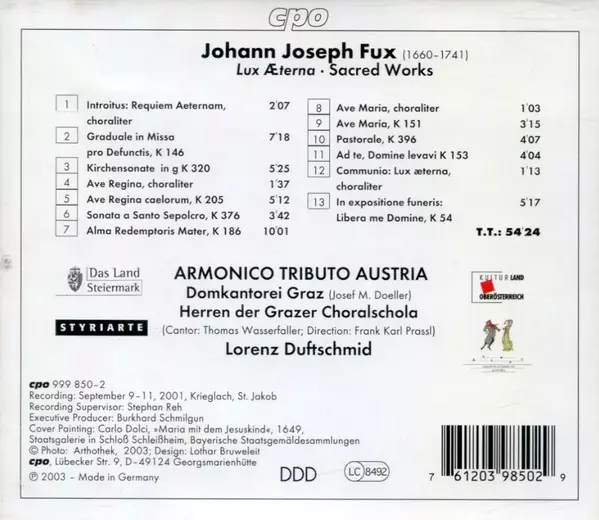 cpo
Johann Joseph Fux (1660–1741)
Lux Æterna · Sacred Works
1 Introitus: Requiem Aeternam, 2'07
choraliter
2 Graduale in Missa 7'18
pro Defunctis, K 146
3 Kirchensonate in g K 320 5'25
4 Ave Regina, choraliter 1'37
5 Ave Regina caelorum, K 205 5'12
6 Sonata a Santo Sepolcro, K 376 3'42
7 Alma Redemptoris Mater, K 186 10'01
8 Ave Maria, choraliter 1'03
9 Ave Maria, K 151 3'15
10 Pastorale, K 396 4'07
11 Ad te, Domine levavi K 153 4'04
12 Communio: Lux æterna, 1'13
choraliter
13 In expositione funeris: 5'17
Libera me Domine, K 54
T.T.: 54'24
Das Land
Steiermark
STYRIARTE
ARMONICO TRIBUTO AUSTRIA
Domkantorei Graz (Josef M. Doeller)
Herren der Grazer Choralschola
(Cantor: Thomas Wasserfaller; Direction: Frank Karl Prassl)
Lorenz Duftschmid
KULTURLAND
OBERÖSTERREICH
cpo 999 850–2
Recording: September 9–11, 2001, Krieglach, St. Jakob
Recording Supervisor: Stephan Reh
Executive Producer: Burkhard Schmilgun
Cover Painting: Carlo Dolci, »Maria mit dem Jesuskind«, 1649,
Staatsgalerie in Schloß Schleißheim, Bayerische Staatsgemäldesammlungen
© Photo: Arthothek, 2003; Design: Lothar Bruweleit
cpo, Lübecker Str. 9, D–49124 Georgsmarienhütte
℗ 2003 – Made in Germany
DDD
LC 8492
7 61203 98502 9